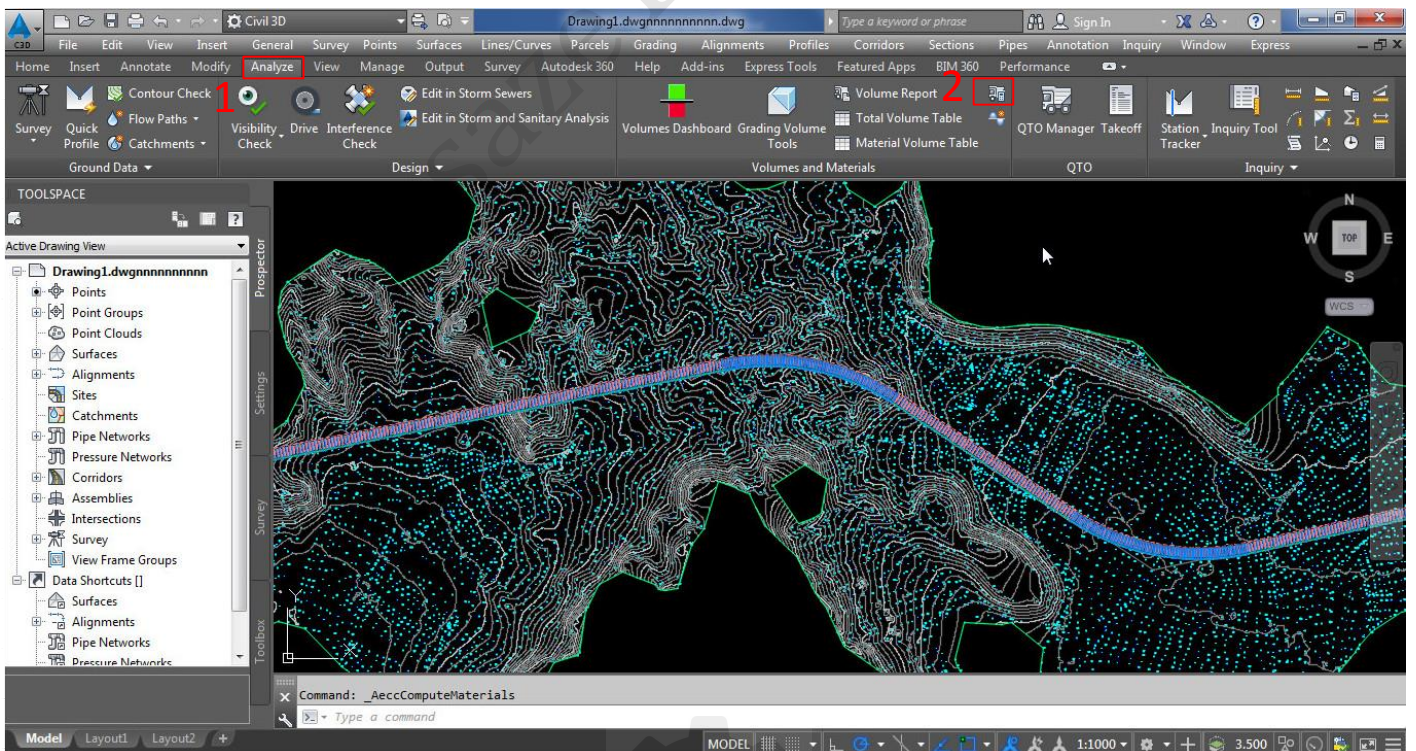 Civil 3D Drawing1.dwgnnnnnnnnnn.dwg Type a keyword or phrase Sign In
C3D File Edit View Insert General Survey Points Surfaces Lines/Curves Parcels Grading Alignments Profiles Corridors Sections Pipes Annotation Inquiry Window Express
Home Insert Annotate Modify Analyze View Manage Output Survey Autodesk 360 Help Add-ins Express Tools Featured Apps BIM 360 Performance
1
2
Survey
Quick
Profile
Contour Check
Flow Paths
Catchments
Ground Data
Visibility
Check
Drive
Interference
Check
Edit in Storm Sewers
Edit in Storm and Sanitary Analysis
Design
Volumes Dashboard
Grading Volume
Tools
Volume Report
Total Volume Table
Material Volume Table
Volumes and Materials
QTO Manager
Takeoff
QTO
Station
Tracker
Inquiry Tool
Inquiry
TOOLSPACE
Active Drawing View
Drawing1.dwgnnnnnnnnnn
Points
Point Groups
Point Clouds
Surfaces
Alignments
Sites
Catchments
Pipe Networks
Pressure Networks
Corridors
Assemblies
Intersections
Survey
View Frame Groups
Data Shortcuts []
Surfaces
Alignments
Pipe Networks
Pressure Networks
Prospector
Settings
Survey
Toolbox
N
W TOP E
S
WCS
Y
X
Command: _AeccComputeMaterials
Type a command
Model Layout1 Layout2 +
MODEL 1:1000 3.500